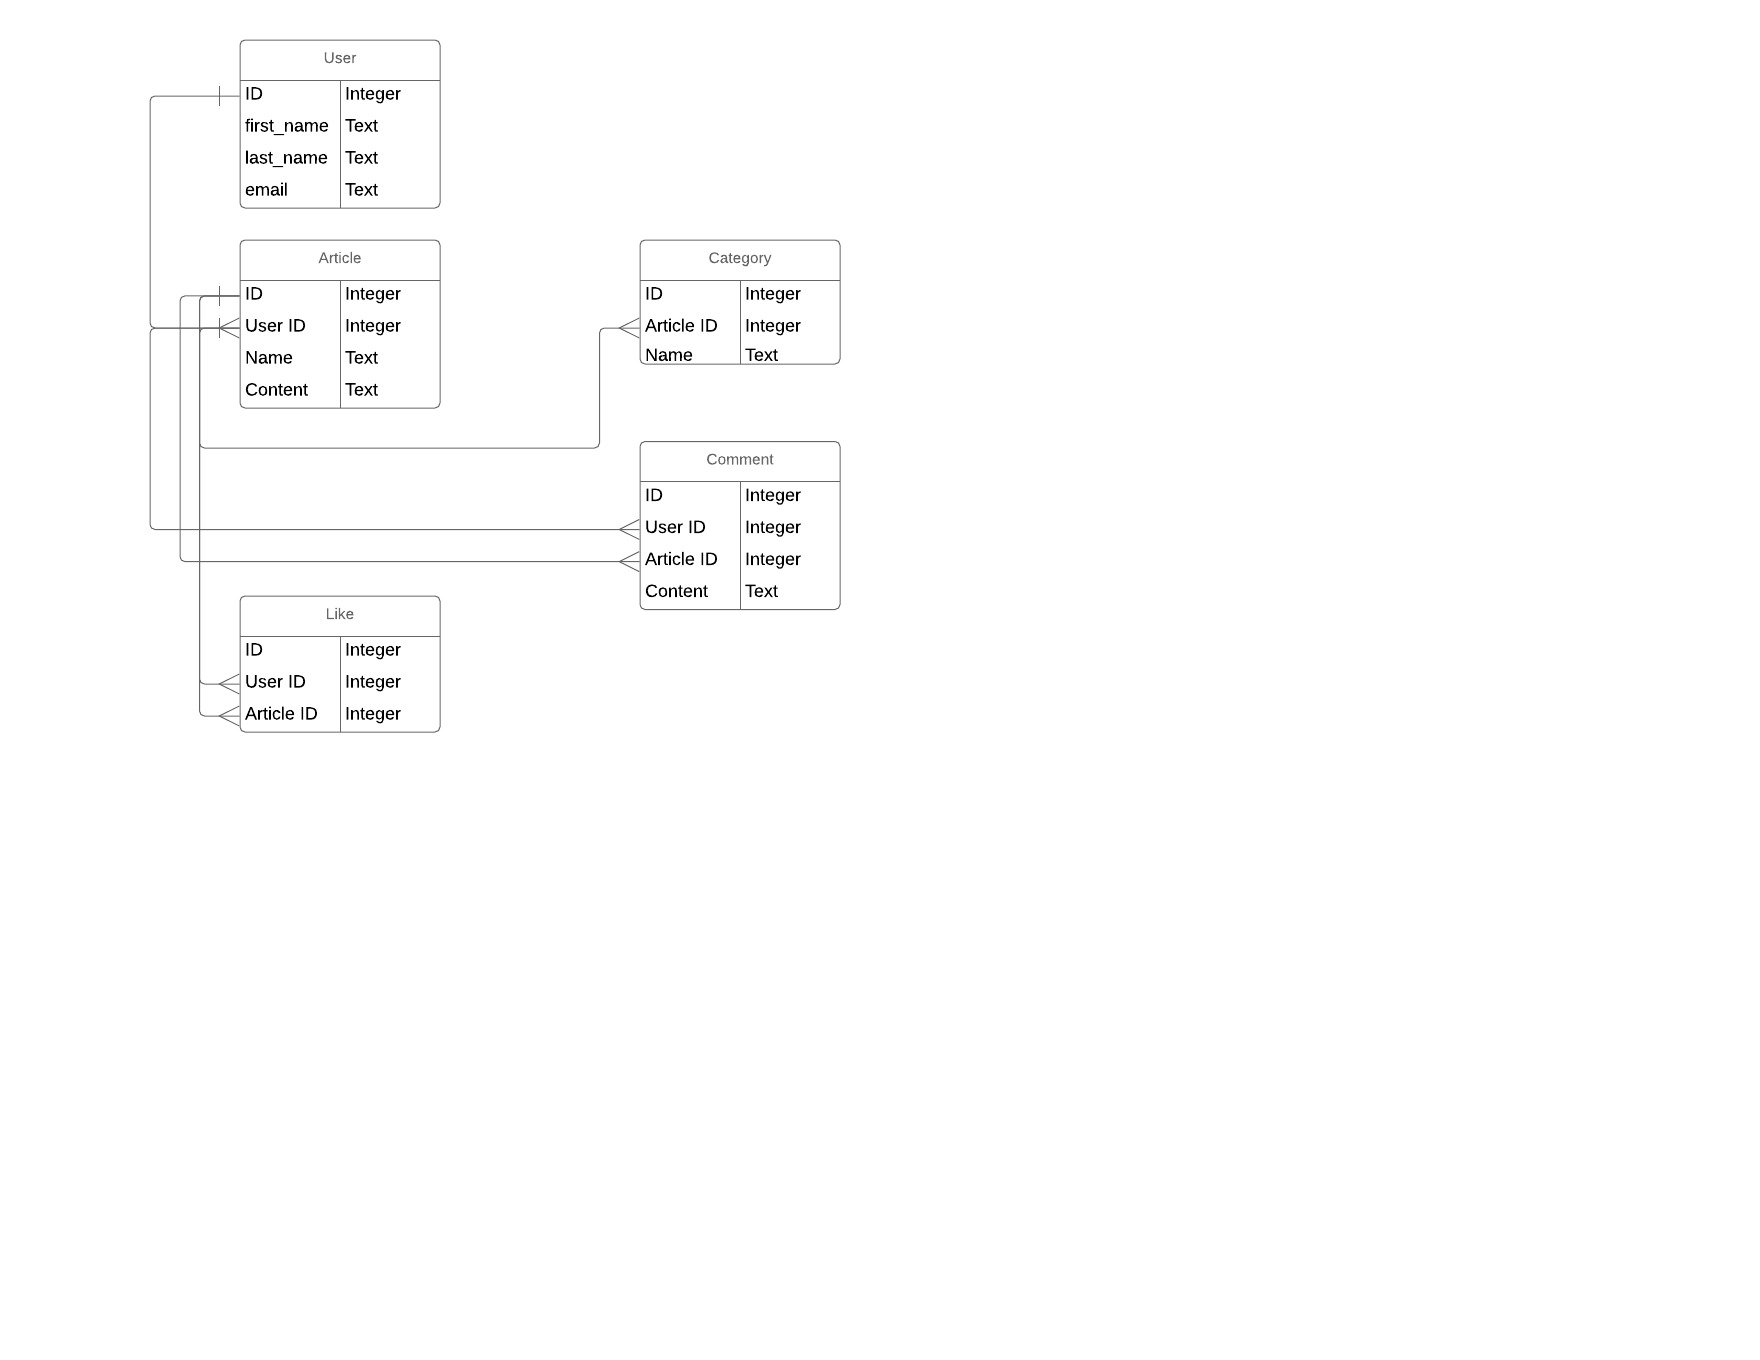 User
ID Integer
first_name Text
last_name Text
email Text
Article
ID Integer
User ID Integer
Name Text
Content Text
Category
ID Integer
Article ID Integer
Name Text
Comment
ID Integer
User ID Integer
Article ID Integer
Content Text
Like
ID Integer
User ID Integer
Article ID Integer